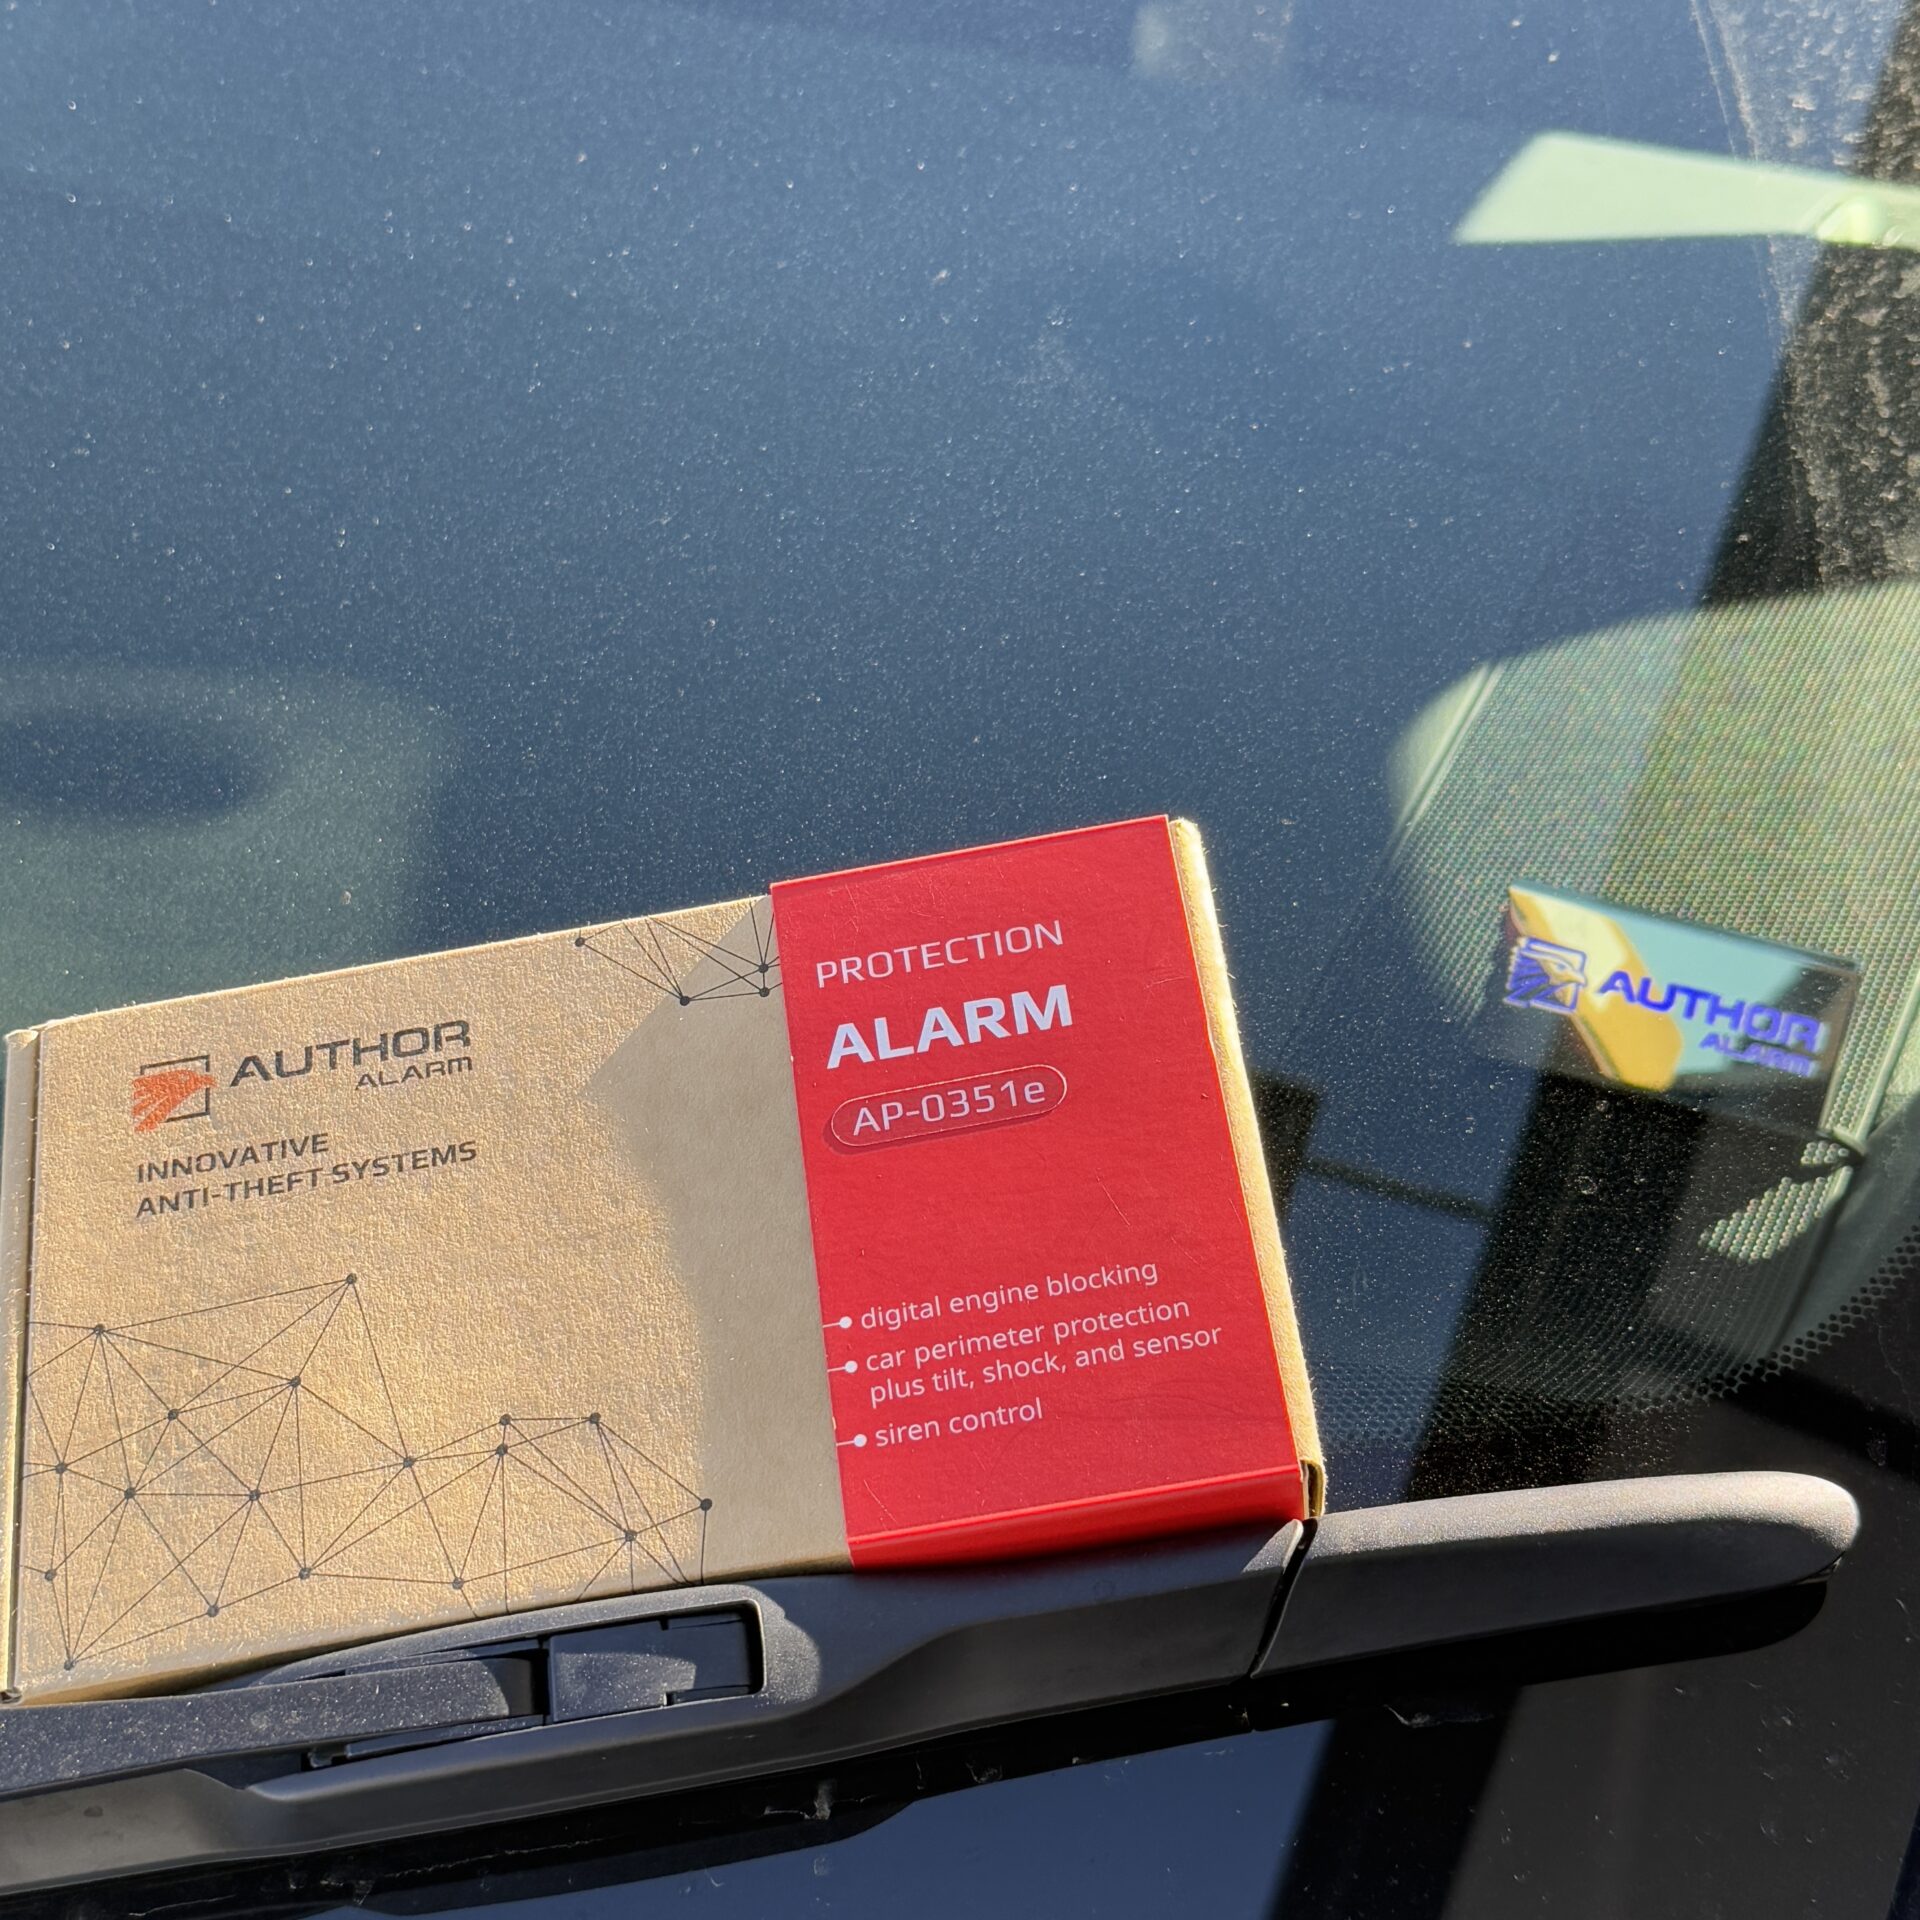 AUTHOR
ALARM
INNOVATIVE
ANTI-THEFT SYSTEMS
PROTECTION
ALARM
AP-0351e
digital engine blocking
car perimeter protection
plus tilt, shock, and sensor
siren control
AUTHOR
ALARM